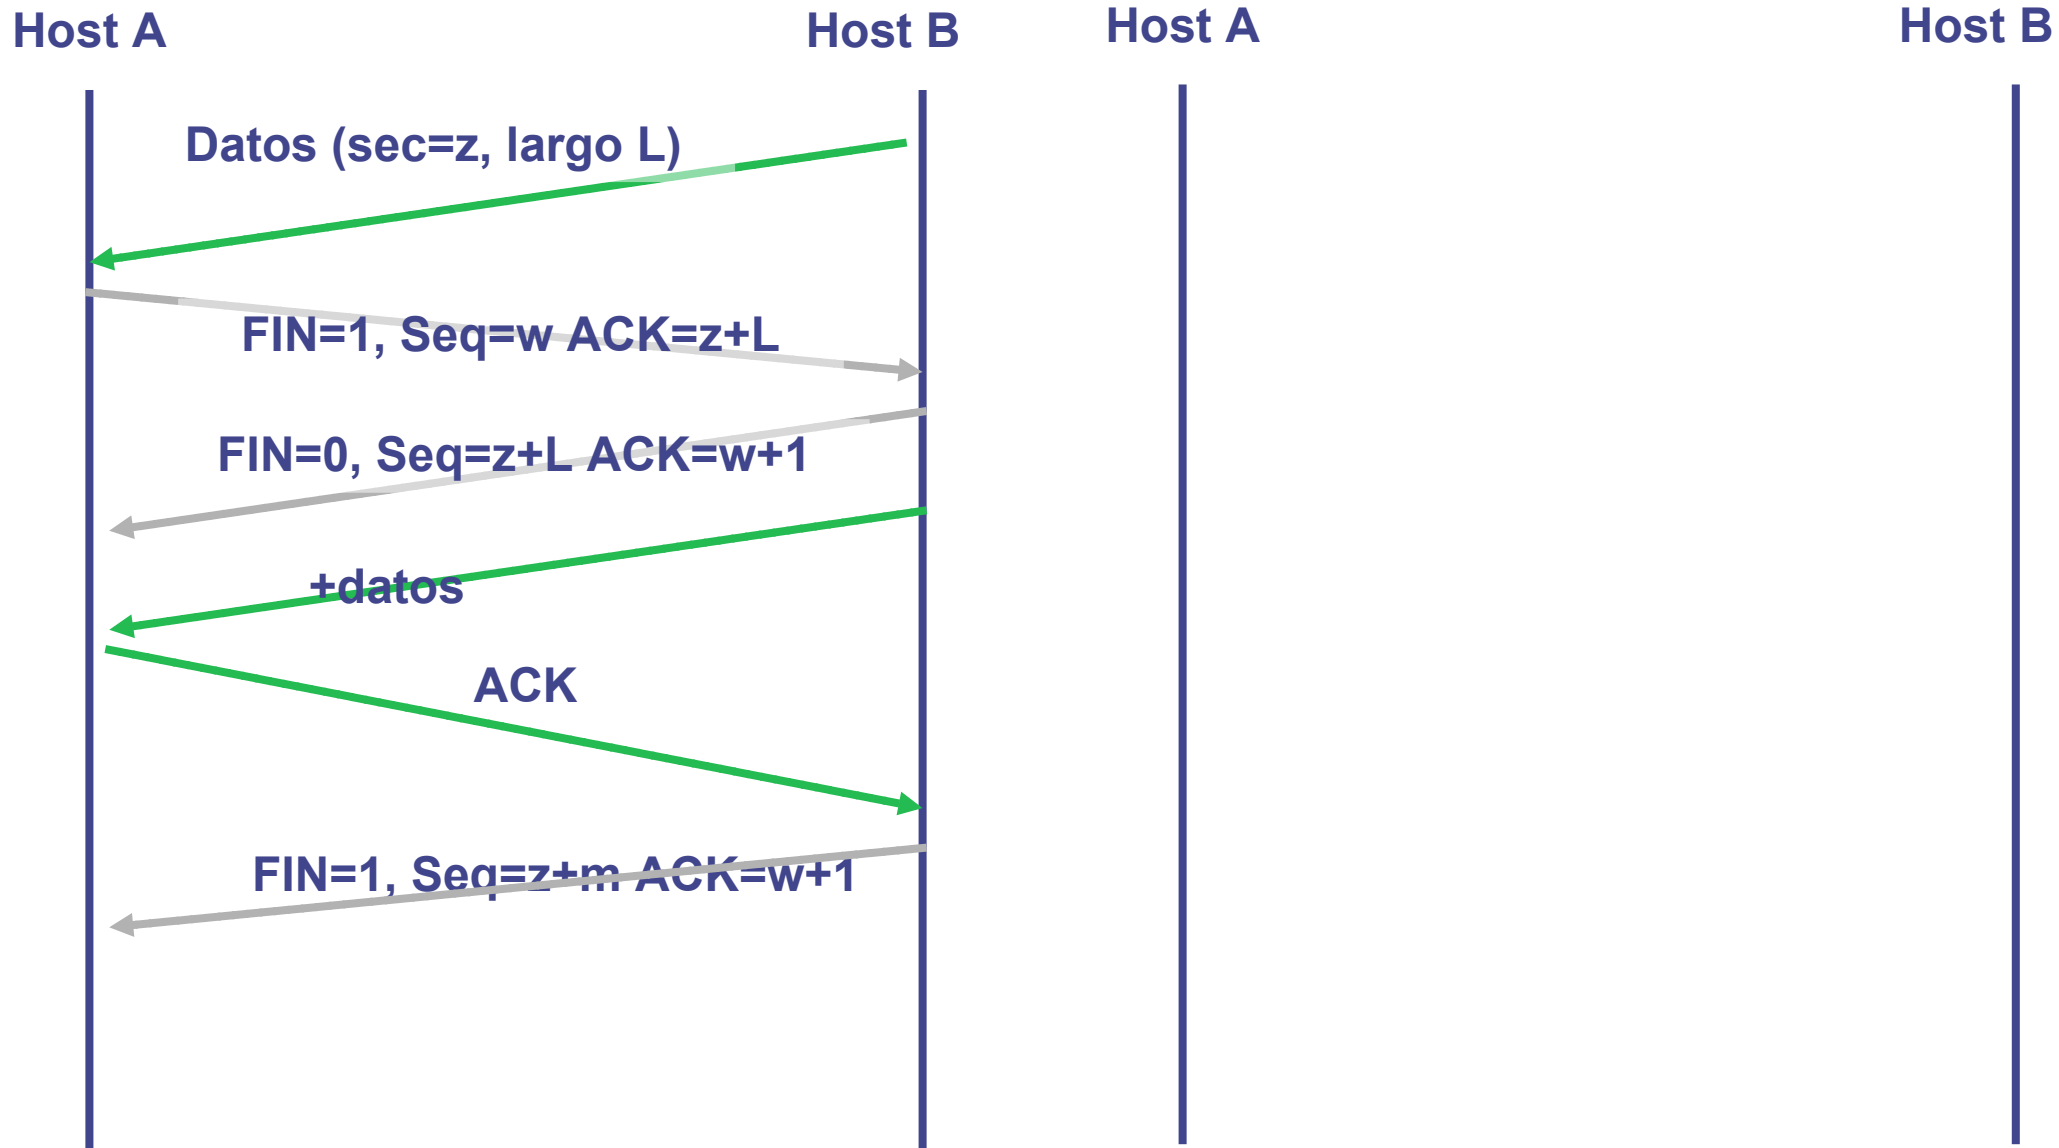 Host A
Host B
Host A
Host B
Datos (sec=z, largo L)
FIN=1, Seq=w ACK=z+L
FIN=0, Seq=z+L ACK=w+1
+datos
ACK
FIN=1, Seq=z+m ACK=w+1